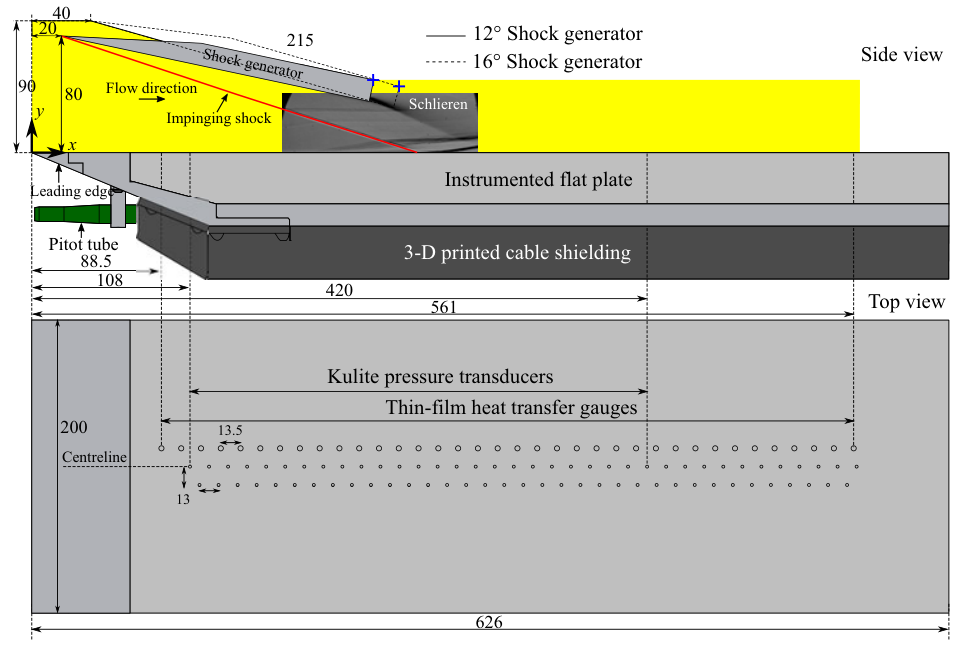 40
20
90
80
215
12° Shock generator
16° Shock generator
Side view
Shock generator
Flow direction
Impinging shock
Schlieren
y
x
Leading edge
Instrumented flat plate
Pitot tube
3-D printed cable shielding
88.5
108
420
561
Top view
Kulite pressure transducers
Thin-film heat transfer gauges
200
13.5
Centreline
13
626